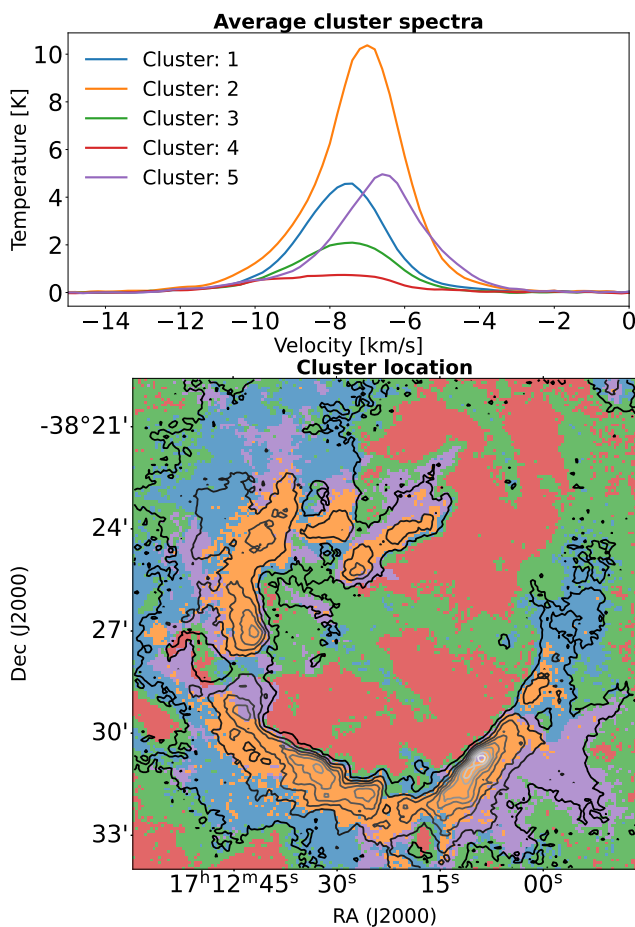 Average cluster spectra
Temperature [K]
10
8
6
4
2
0
Cluster: 1
Cluster: 2
Cluster: 3
Cluster: 4
Cluster: 5
−14 −12 −10 −8 −6 −4 −2 0
Velocity [km/s]
Cluster location
Dec (J2000)
-38°21'
24'
27'
30'
33'
17h12m45s 30s 15s 00s
RA (J2000)